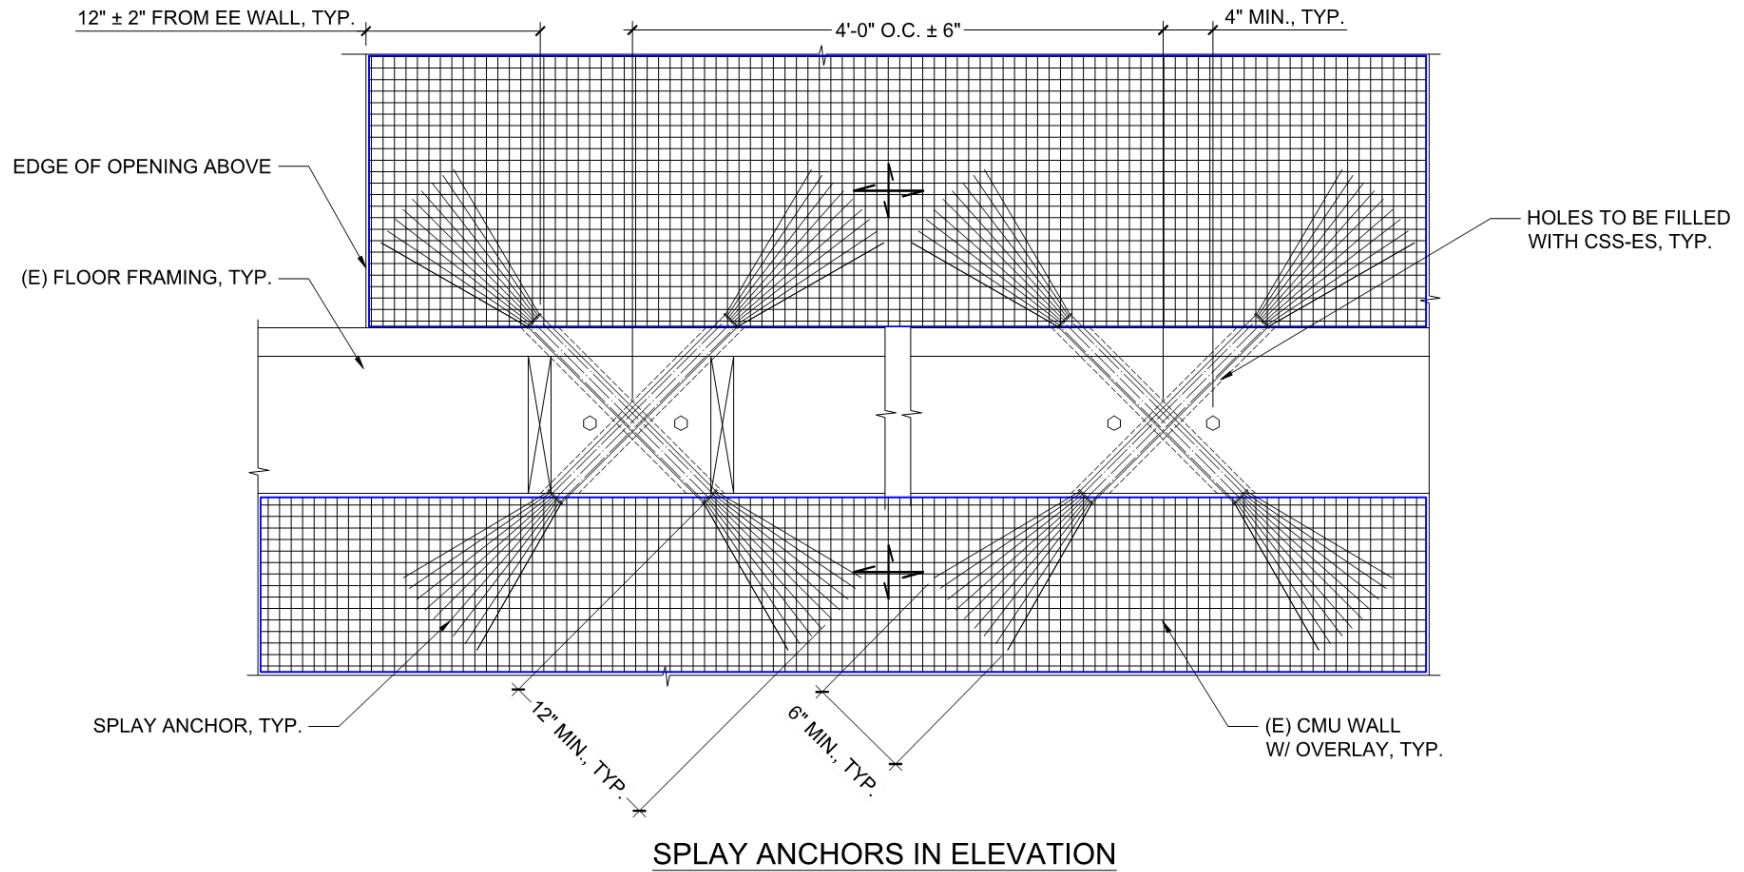 12" ± 2" FROM EE WALL, TYP.
4'-0" O.C. ± 6"
4" MIN., TYP.
EDGE OF OPENING ABOVE
HOLES TO BE FILLED
WITH CSS-ES, TYP.
(E) FLOOR FRAMING, TYP.
SPLAY ANCHOR, TYP.
12" MIN., TYP.
6" MIN., TYP.
(E) CMU WALL
W/ OVERLAY, TYP.
SPLAY ANCHORS IN ELEVATION